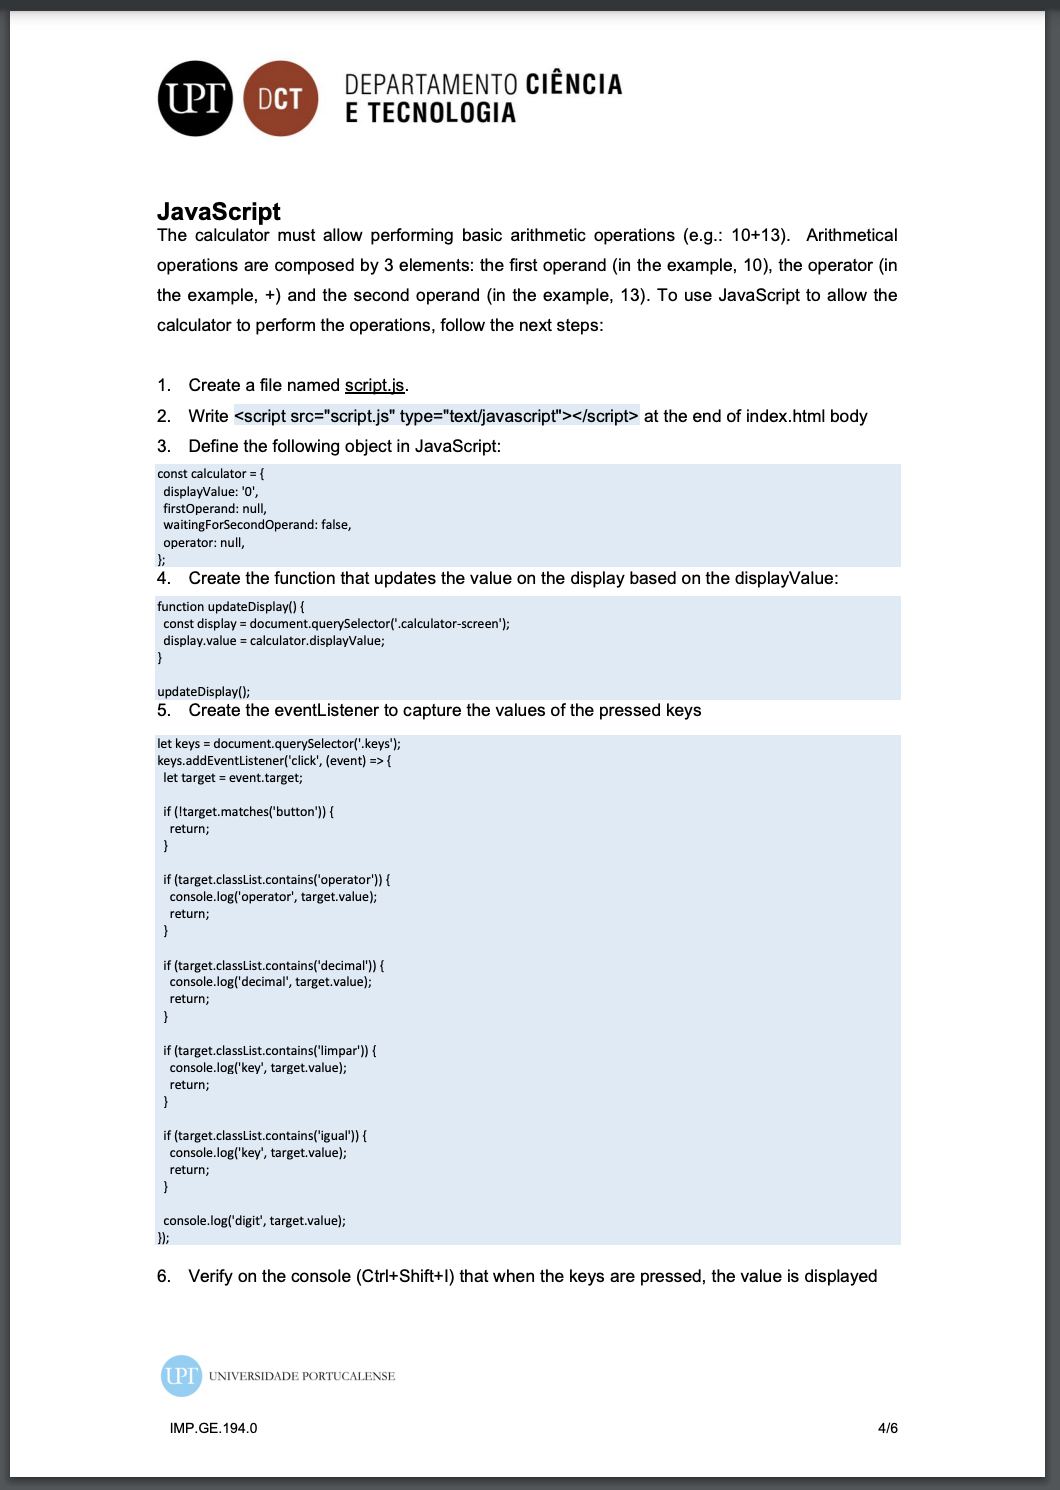 UPT DCT DEPARTAMENTO CIÊNCIA
E TECNOLOGIA
JavaScript
The calculator must allow performing basic arithmetic operations (e.g.: 10+13). Arithmetical
operations are composed by 3 elements: the first operand (in the example, 10), the operator (in
the example, +) and the second operand (in the example, 13). To use JavaScript to allow the
calculator to perform the operations, follow the next steps:
1. Create a file named script.js.
2. Write <script src="script.js" type="text/javascript"></script> at the end of index.html body
3. Define the following object in JavaScript:
const calculator = {
displayValue: '0',
firstOperand: null,
waitingForSecondOperand: false,
operator: null,
};
4. Create the function that updates the value on the display based on the displayValue:
function updateDisplay() {
const display = document.querySelector('.calculator-screen');
display.value = calculator.displayValue;
}
updateDisplay();
5. Create the eventListener to capture the values of the pressed keys
let keys = document.querySelector('.keys');
keys.addEventListener('click', (event) => {
let target = event.target;
if (!target.matches('button')) {
return;
}
if (target.classList.contains('operator')) {
console.log('operator', target.value);
return;
}
if (target.classList.contains('decimal')) {
console.log('decimal', target.value);
return;
}
if (target.classList.contains('limpar')) {
console.log('key', target.value);
return;
}
if (target.classList.contains('igual')) {
console.log('key', target.value);
return;
}
console.log('digit', target.value);
});
6. Verify on the console (Ctrl+Shift+I) that when the keys are pressed, the value is displayed
UPT UNIVERSIDADE PORTUCALENSE
IMP.GE.194.0 4/6